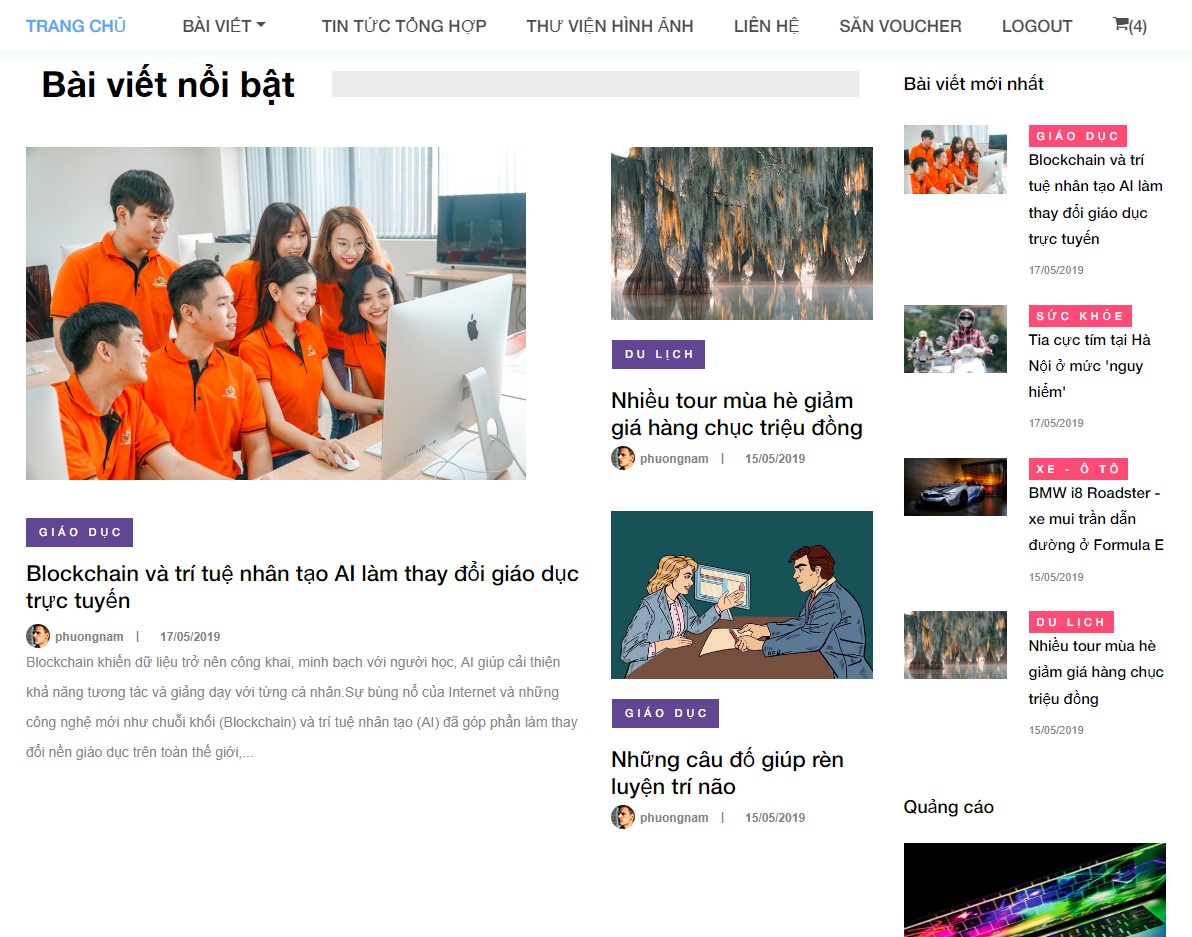 TRANG CHỦ BÀI VIẾT TIN TỨC TỔNG HỢP THƯ VIỆN HÌNH ẢNH LIÊN HỆ SĂN VOUCHER LOGOUT (4)
Bài viết nổi bật
GIÁO DỤC
Blockchain và trí tuệ nhân tạo AI làm thay đổi giáo dục
trực tuyến
phuongnam | 17/05/2019
Blockchain khiến dữ liệu trở nên công khai, minh bạch với người học, AI giúp cải thiện
khả năng tương tác và giảng dạy với từng cá nhân.Sự bùng nổ của Internet và những
công nghệ mới như chuỗi khối (Blockchain) và trí tuệ nhân tạo (AI) đã góp phần làm thay
đổi nền giáo dục trên toàn thế giới,...
DU LỊCH
Nhiều tour mùa hè giảm
giá hàng chục triệu đồng
phuongnam | 15/05/2019
GIÁO DỤC
Những câu đố giúp rèn
luyện trí não
phuongnam | 15/05/2019
Bài viết mới nhất
GIÁO DỤC
Blockchain và trí
tuệ nhân tạo AI làm
thay đổi giáo dục
trực tuyến
17/05/2019
SỨC KHỎE
Tia cực tím tại Hà
Nội ở mức 'nguy
hiểm'
17/05/2019
XE - Ô TÔ
BMW i8 Roadster -
xe mui trần dẫn
đường ở Formula E
15/05/2019
DU LỊCH
Nhiều tour mùa hè
giảm giá hàng chục
triệu đồng
15/05/2019
Quảng cáo